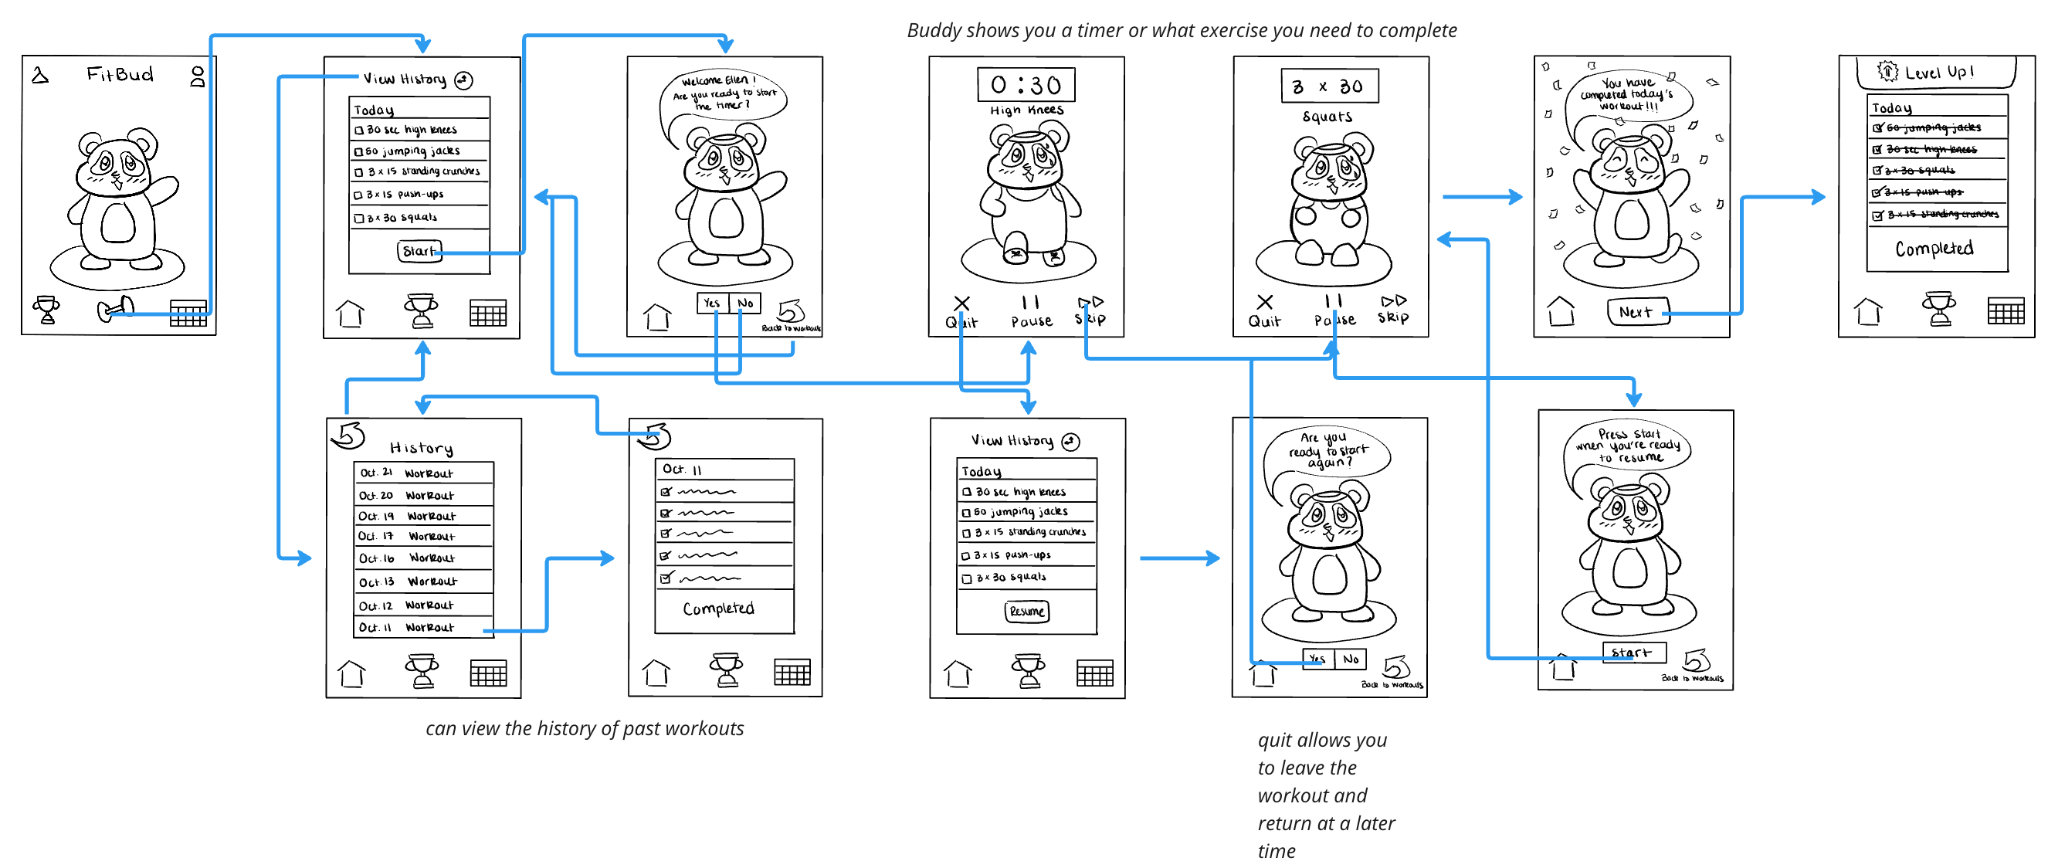 Buddy shows you a timer or what exercise you need to complete
FitBud
View History
Today
30 sec high knees
60 jumping jacks
3 x 15 standing crunches
3 x 15 push-ups
3 x 30 squats
Start
Welcome Ellen!
Are you ready to start
the timer?
Yes No
Back to workouts
0:30
High Knees
Quit Pause Skip
3 x 30
Squats
Quit Pause Skip
You have
completed today's
workout!!!
Next
Level Up!
Today
60 jumping jacks
30 sec high knees
3 x 30 squats
3 x 15 push ups
3 x 15 standing crunches
Completed
History
Oct. 21 Workout
Oct. 20 Workout
Oct. 19 Workout
Oct. 17 Workout
Oct. 16 Workout
Oct. 13 Workout
Oct. 12 Workout
Oct. 11 Workout
Oct. 11
Completed
View History
Today
30 sec high knees
60 jumping jacks
3 x 15 standing crunches
3 x 15 push-ups
3 x 30 squats
Resume
Are you
ready to start
again?
Yes No
Back to workouts
Press Start
when you're ready
to resume
Start
Back to workouts
can view the history of past workouts
quit allows you
to leave the
workout and
return at a later
time